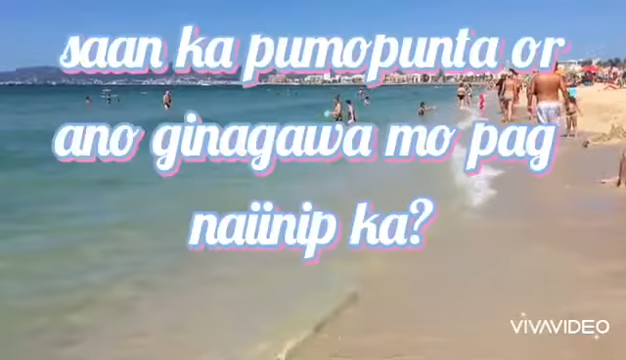 saan ka pumopunta or
ano ginagawa mo pag
naiinip ka?
VIVAVIDEO